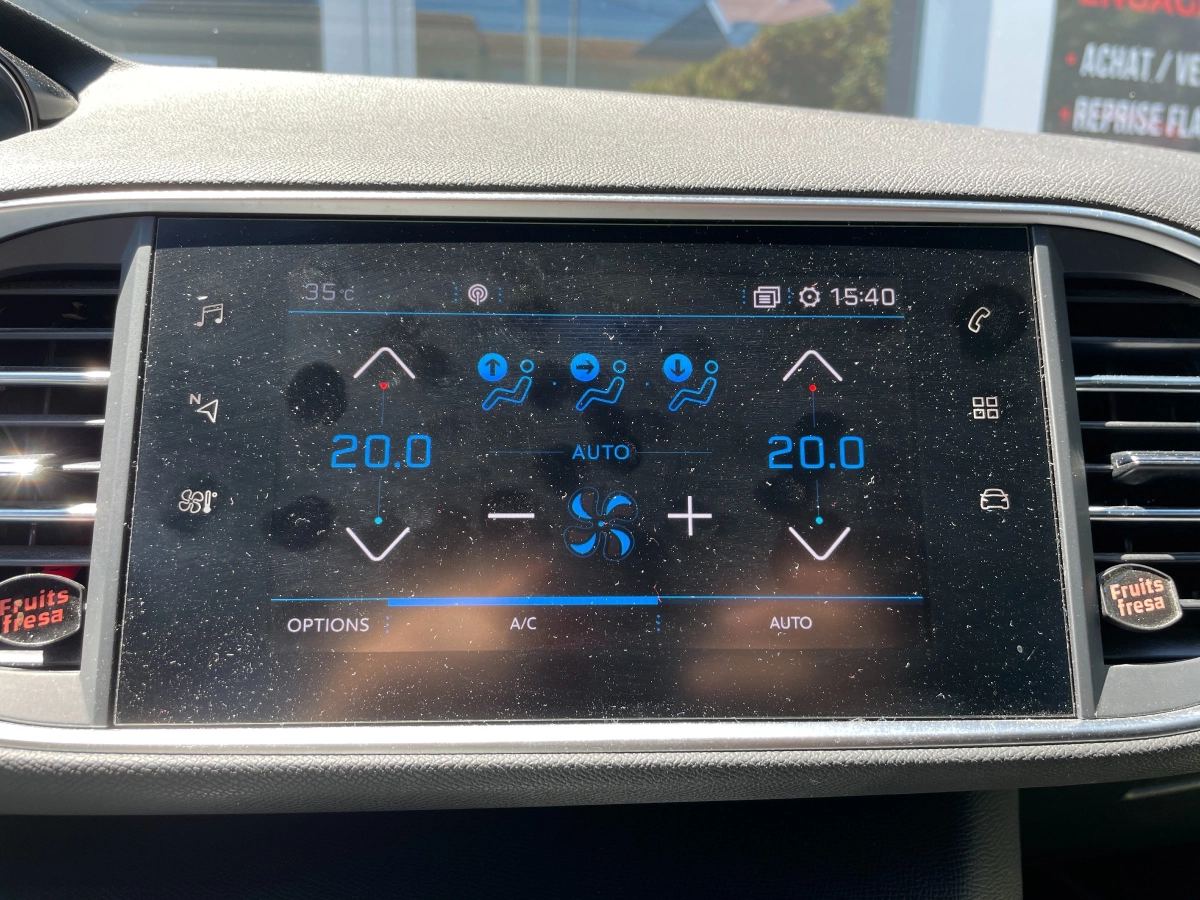 ACHAT / VE
REPRISE FLA
35°C
15:40
N
20.0
AUTO
20.0
OPTIONS
A/C
AUTO
Fruits
fresa
Fruits
fresa